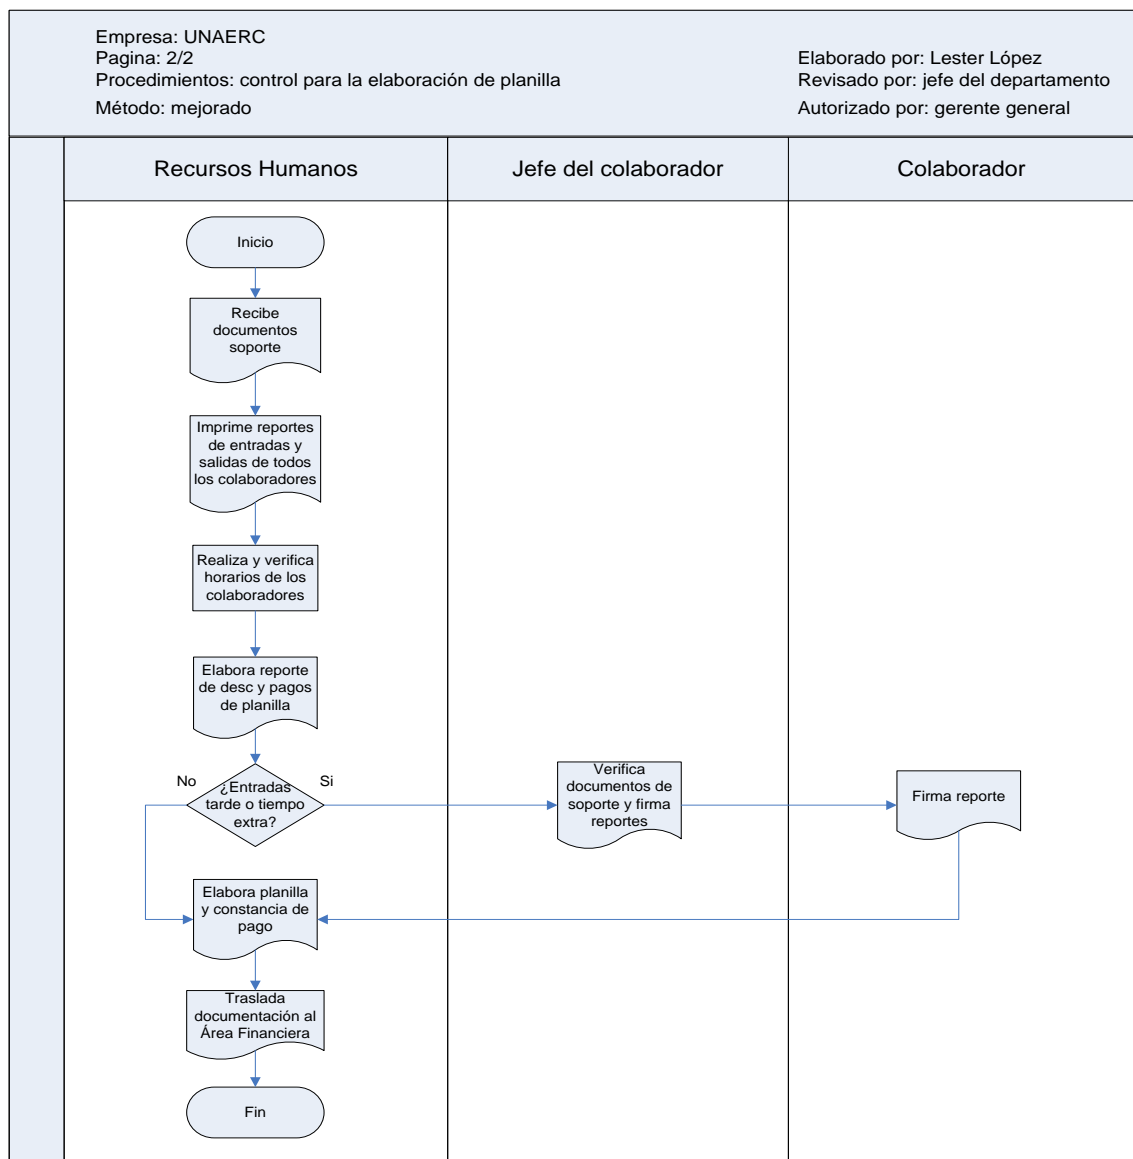 Empresa: UNAERC
Pagina: 2/2
Procedimientos: control para la elaboración de planilla
Método: mejorado
Elaborado por: Lester López
Revisado por: jefe del departamento
Autorizado por: gerente general
Recursos Humanos
Jefe del colaborador
Colaborador
Inicio
Recibe
documentos
soporte
Imprime reportes
de entradas y
salidas de todos
los colaboradores
Realiza y verifica
horarios de los
colaboradores
Elabora reporte
de desc y pagos
de planilla
No
¿Entradas
tarde o tiempo
extra?
Si
Verifica
documentos de
soporte y firma
reportes
Firma reporte
Elabora planilla
y constancia de
pago
Traslada
documentación al
Área Financiera
Fin